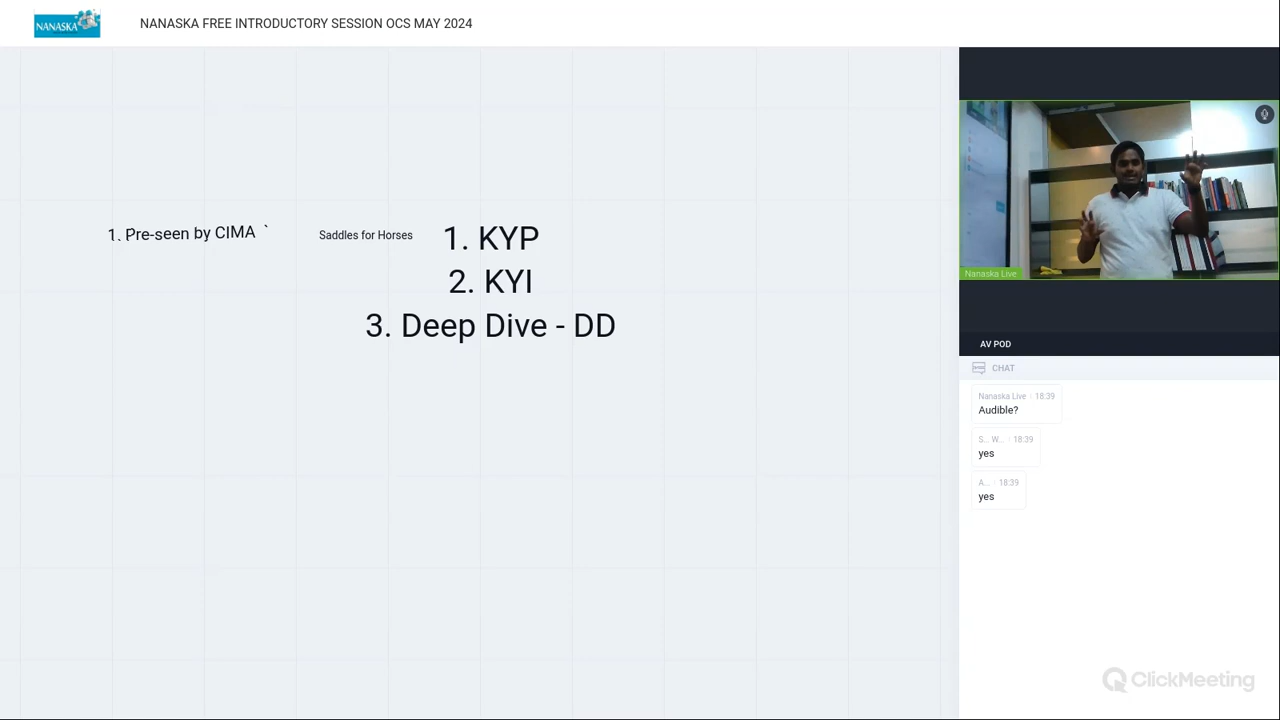 NANASKA
NANASKA FREE INTRODUCTORY SESSION OCS MAY 2024
1. Pre-seen by CIMA `
Saddles for Horses
1. KYP
2. KYI
3. Deep Dive - DD
Nanaska Live
AV POD
CHAT
Nanaska Live 18:39
Audible?
S... W... 18:39
yes
A... 18:39
yes
ClickMeeting